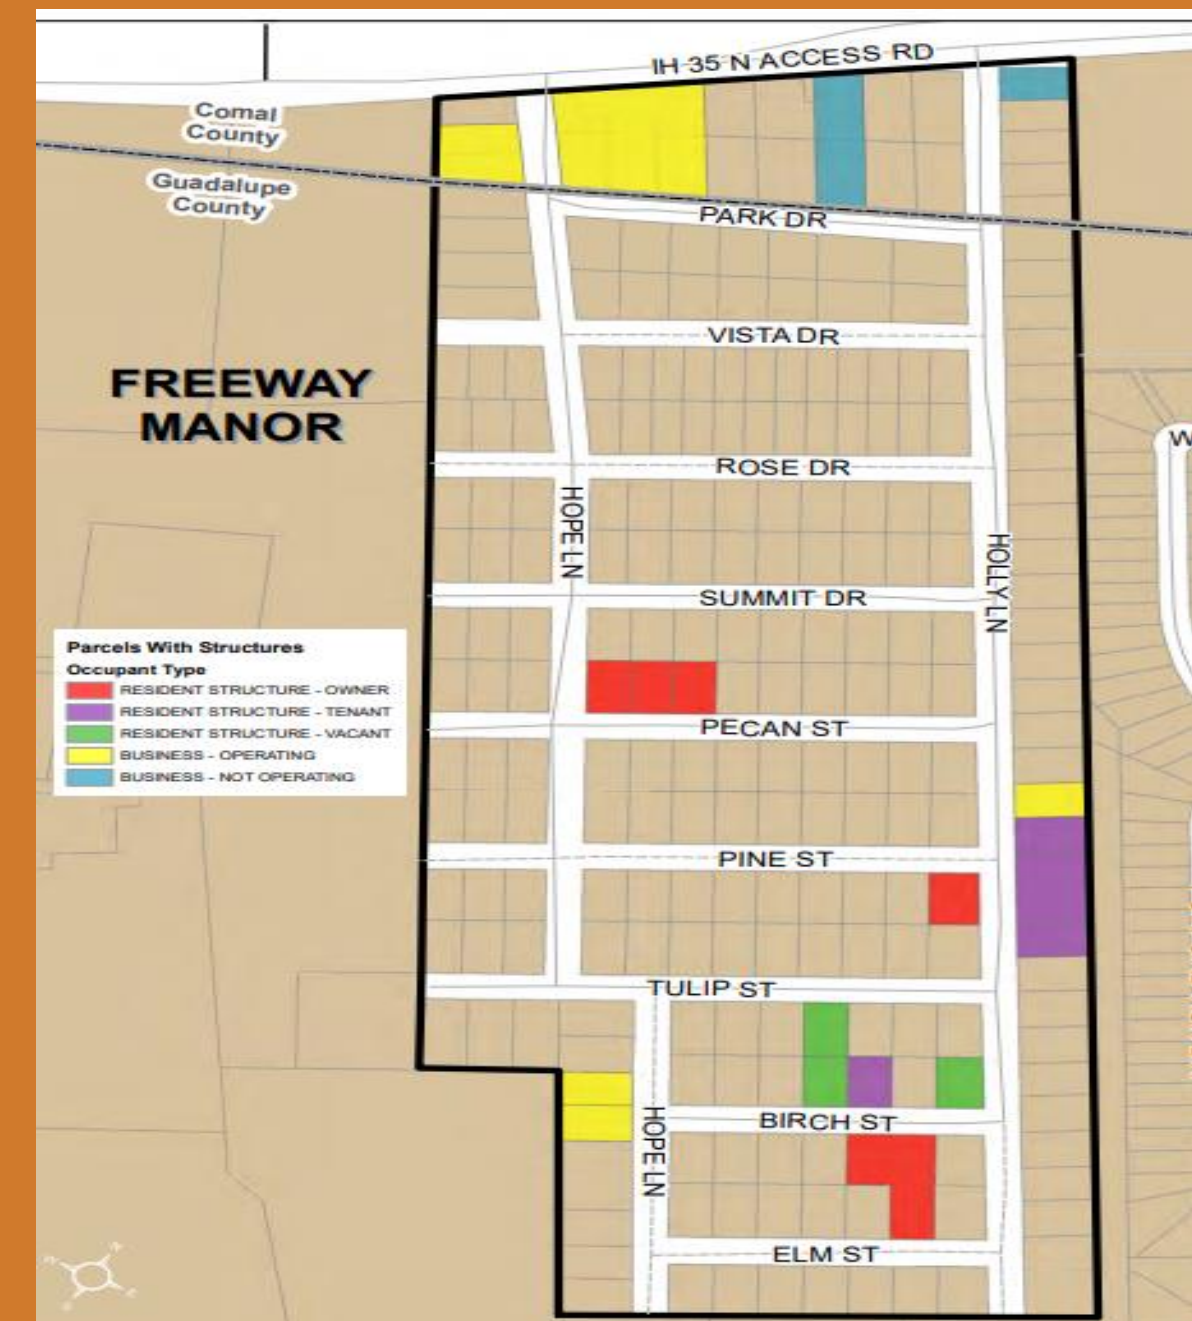 IH 35 N ACCESS RD
Comal
County
Guadalupe
County
PARK DR
VISTA DR
FREEWAY
MANOR
W
ROSE DR
HOPE LN
HOLLY LN
SUMMIT DR
Parcels With Structures
Occupant Type
RESIDENT STRUCTURE - OWNER
RESIDENT STRUCTURE - TENANT
RESIDENT STRUCTURE - VACANT
BUSINESS - OPERATING
BUSINESS - NOT OPERATING
PECAN ST
PINE ST
TULIP ST
BIRCH ST
HOPE LN
ELM ST